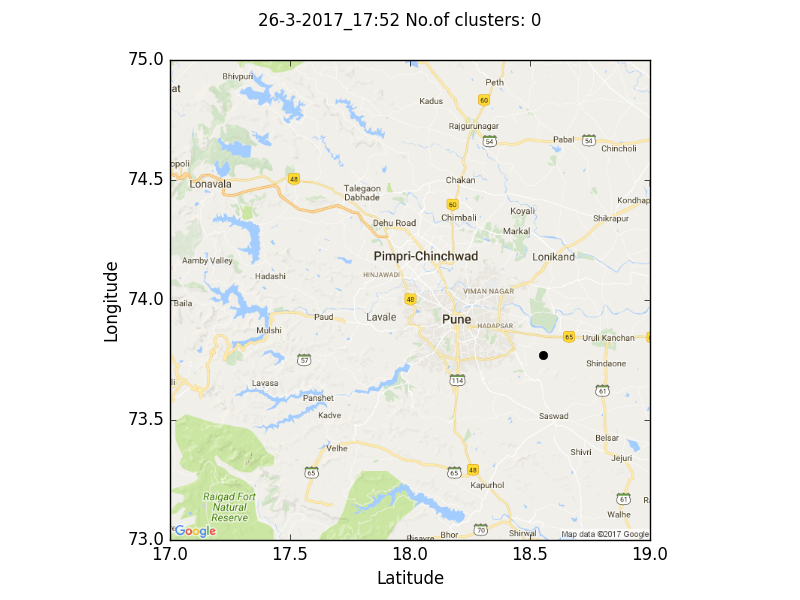 26-3-2017_17:52 No.of clusters: 0
75.0
74.5
74.0
73.5
73.0
Longitude
17.0
17.5
18.0
18.5
19.0
Latitude
Bhivpuri
Peth
at
Kadus
60
Rajgurunagar
54
Pabal
54
Chincholi
opoli
Lonavala
48
Talegaon
Dabhade
Chakan
60
Chimbali
Koyali
Kondhap
Shikrapur
Dehu Road
Markal
Aamby Valley
Pimpri-Chinchwad
Lonikand
Hadashi
HINJAWADI
VIMAN NAGAR
Baila
48
Mulshi
Paud
Lavale
Pune
HADAPSAR
65
Uruli Kanchan
57
Shindaone
li
Lavasa
114
Panshet
61
Kadve
Saswad
Velhe
Belsar
Shivri
Jejuri
65
65
48
Kapurhol
Raigad Fort
Natural
Reserve
61
Walhe
Google
Bhor
70
Shirwal
Map data ©2017 Google